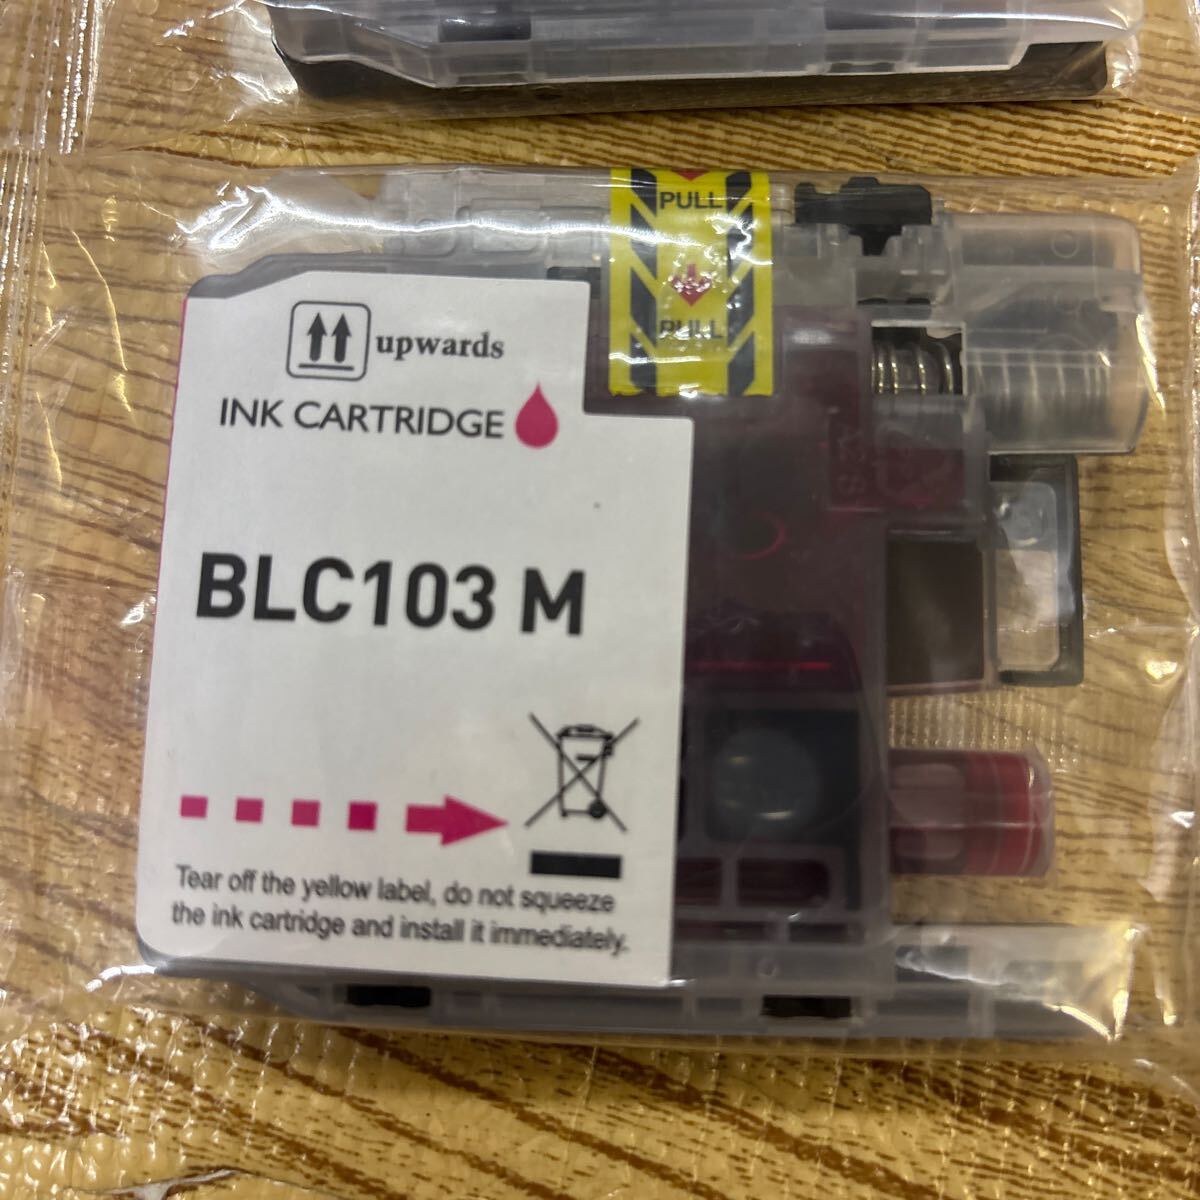 PULL
PULL
upwards
INK CARTRIDGE
BLC103 M
Tear off the yellow label, do not squeeze
the ink cartridge and install it immediately.